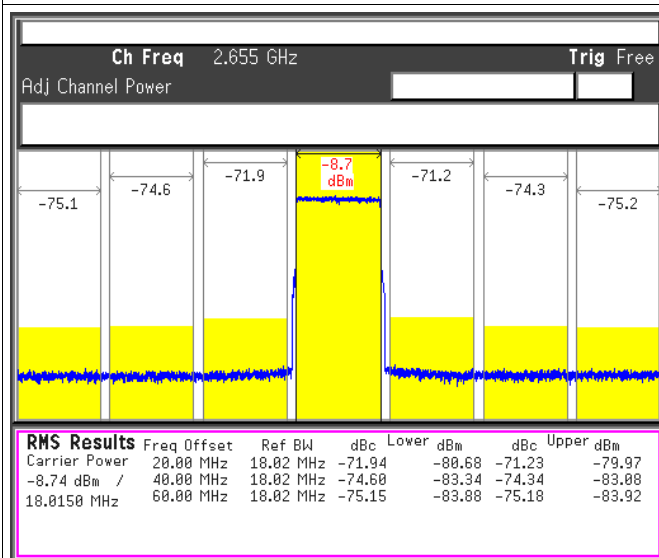 Ch Freq 2.655 GHz Trig Free
Adj Channel Power
-75.1 -74.6 -71.9 -8.7 dBm -71.2 -74.3 -75.2
RMS Results Freq Offset Ref BW dBc Lower dBm dBc Upper dBm
Carrier Power 20.00 MHz 18.02 MHz -71.94 -80.68 -71.23 -79.97
-8.74 dBm / 40.00 MHz 18.02 MHz -74.60 -83.34 -74.34 -83.08
18.0150 MHz 60.00 MHz 18.02 MHz -75.15 -83.88 -75.18 -83.92